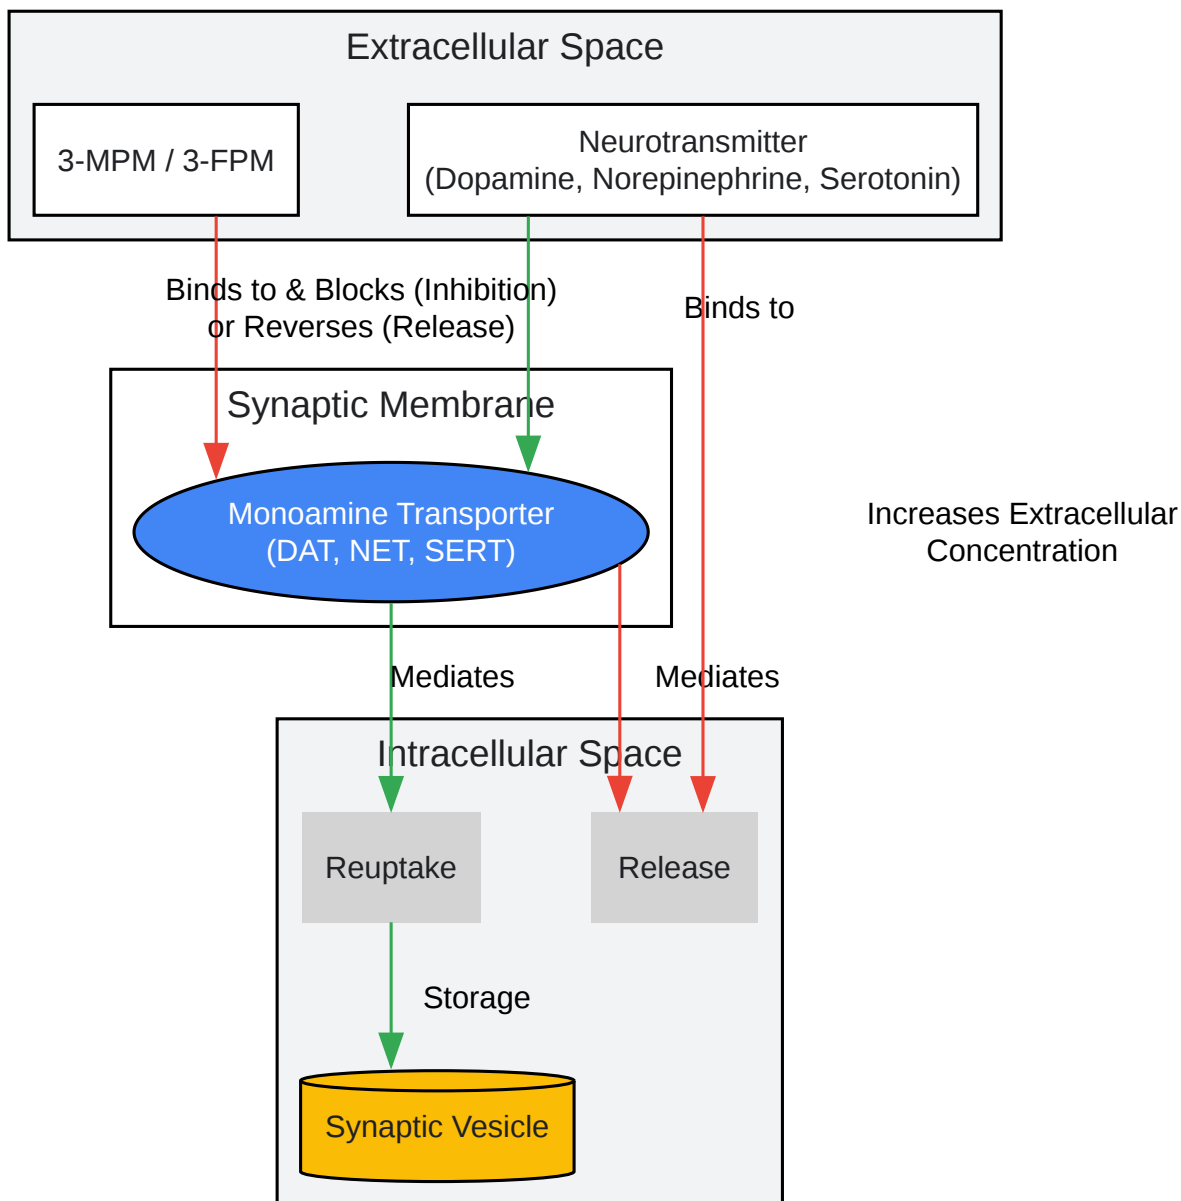 Extracellular Space
3-MPM / 3-FPM
Neurotransmitter
(Dopamine, Norepinephrine, Serotonin)
Binds to & Blocks (Inhibition)
or Reverses (Release)
Binds to
Synaptic Membrane
Monoamine Transporter
(DAT, NET, SERT)
Increases Extracellular
Concentration
Mediates
Mediates
Intracellular Space
Reuptake
Release
Storage
Synaptic Vesicle